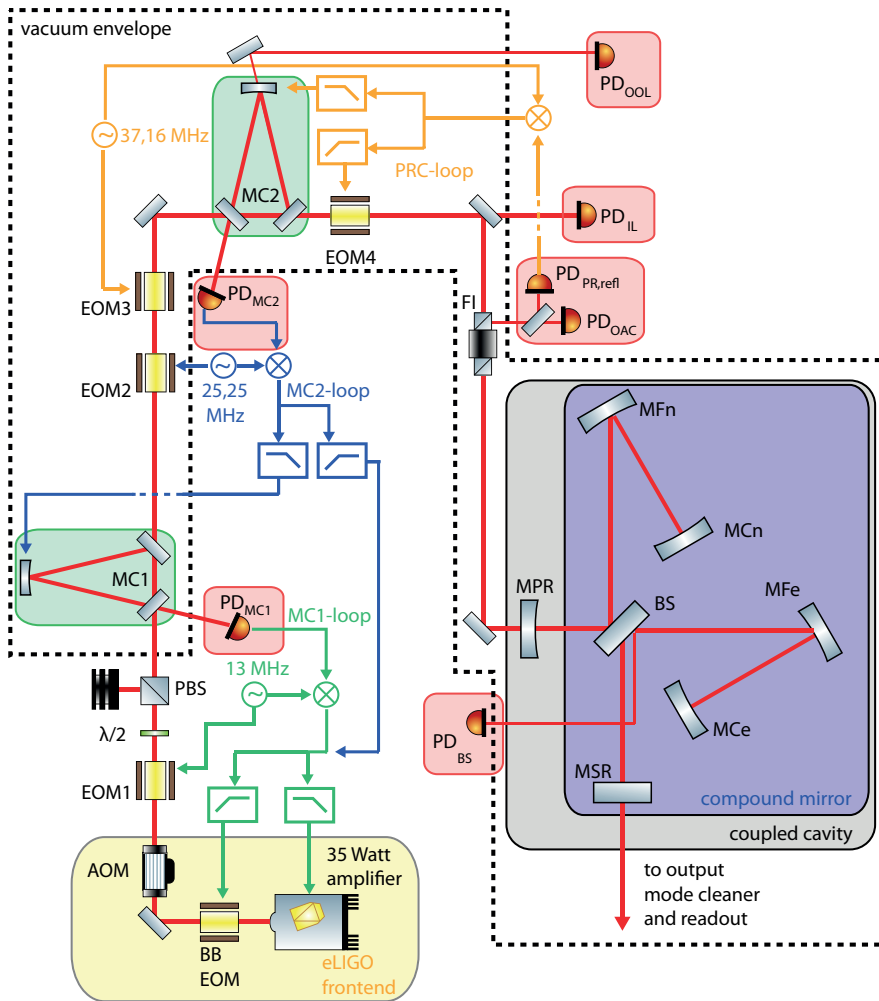 vacuum envelope
PD OOL
37,16 MHz
PRC-loop
MC2
PD IL
EOM4
PD PR,refl
PD MC2
FI
PD OAC
EOM3
EOM2
25,25
MHz
MC2-loop
MFn
MCn
MC1
PD MC1
MC1-loop
MPR
BS
MFe
13 MHz
PBS
λ/2
MCe
PD BS
EOM1
MSR
compound mirror
coupled cavity
AOM
35 Watt
amplifier
to output
mode cleaner
and readout
BB
EOM
eLIGO
frontend